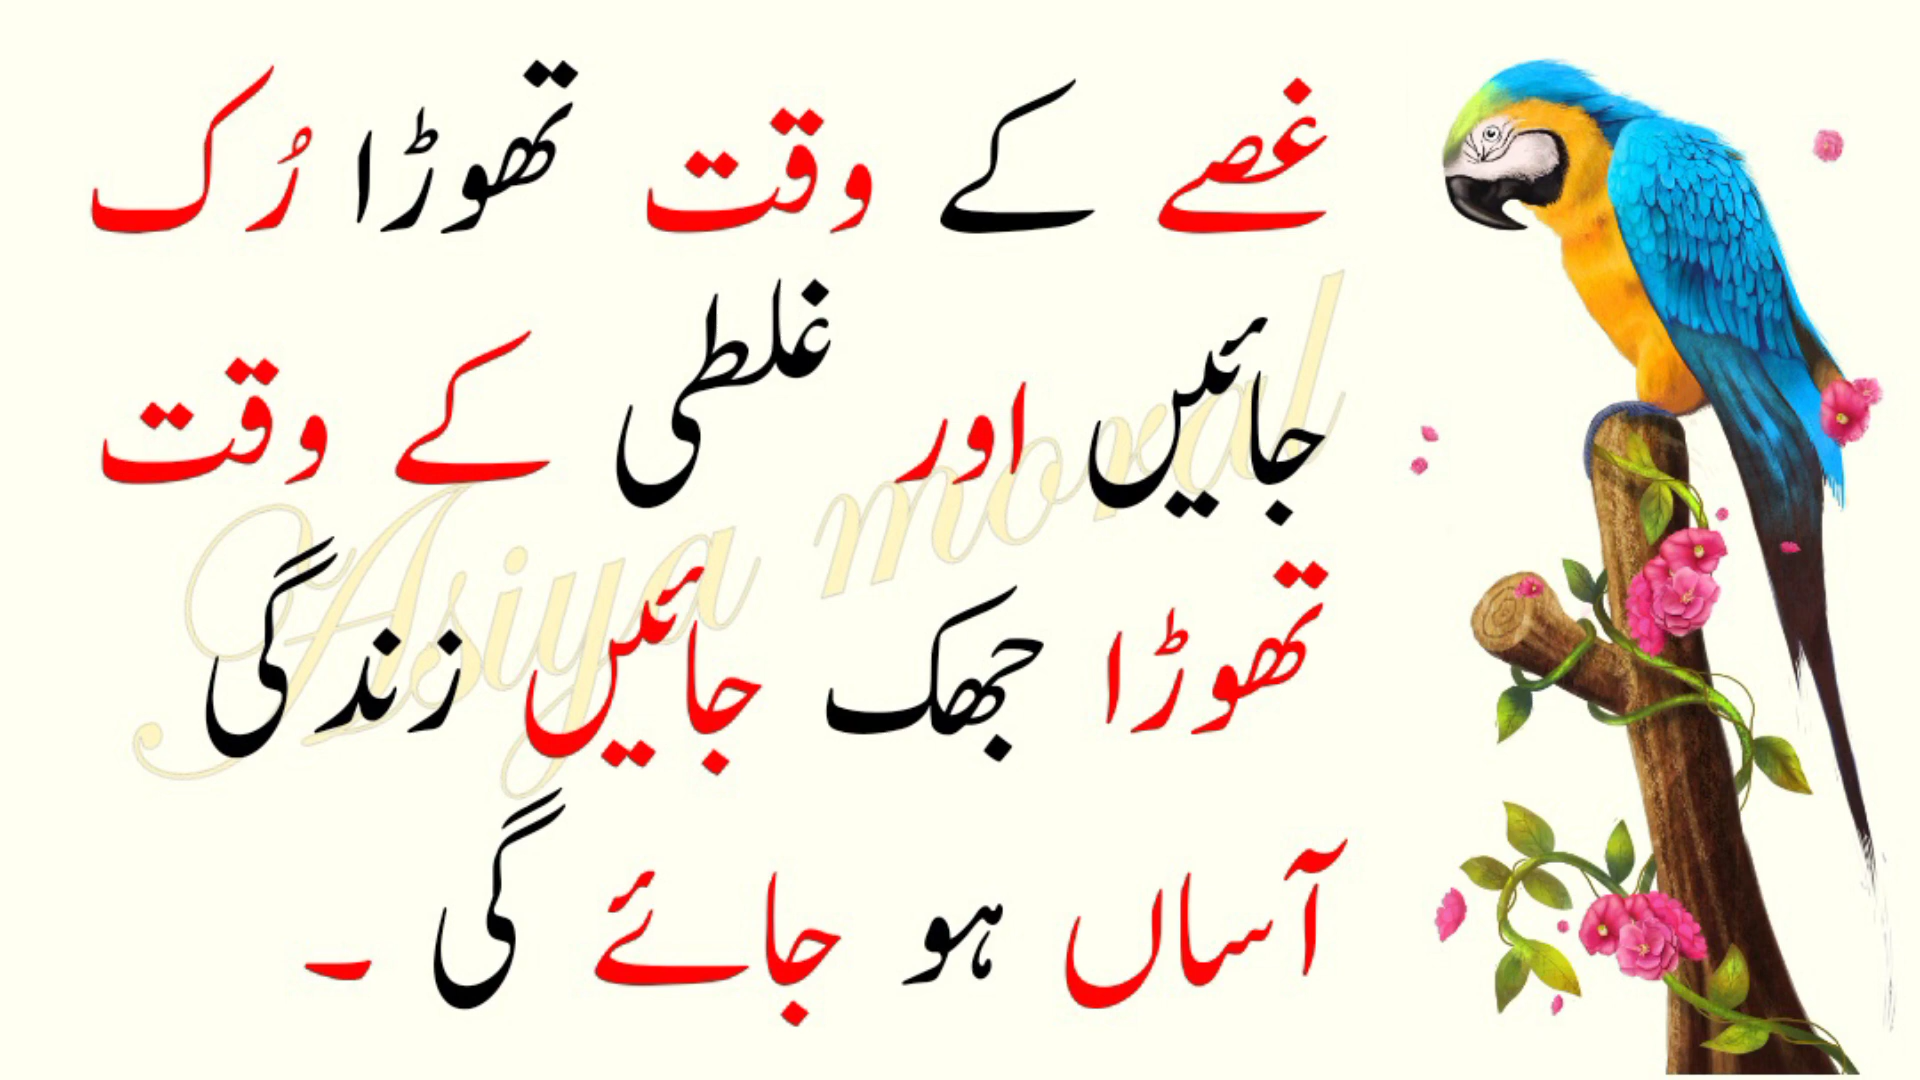 غصے کے وقت تھوڑا رُک
جائیں اور غلطی کے وقت
تھوڑا جھک جائیں زندگی
آساں ہو جائے گی ۔
Asiya moral